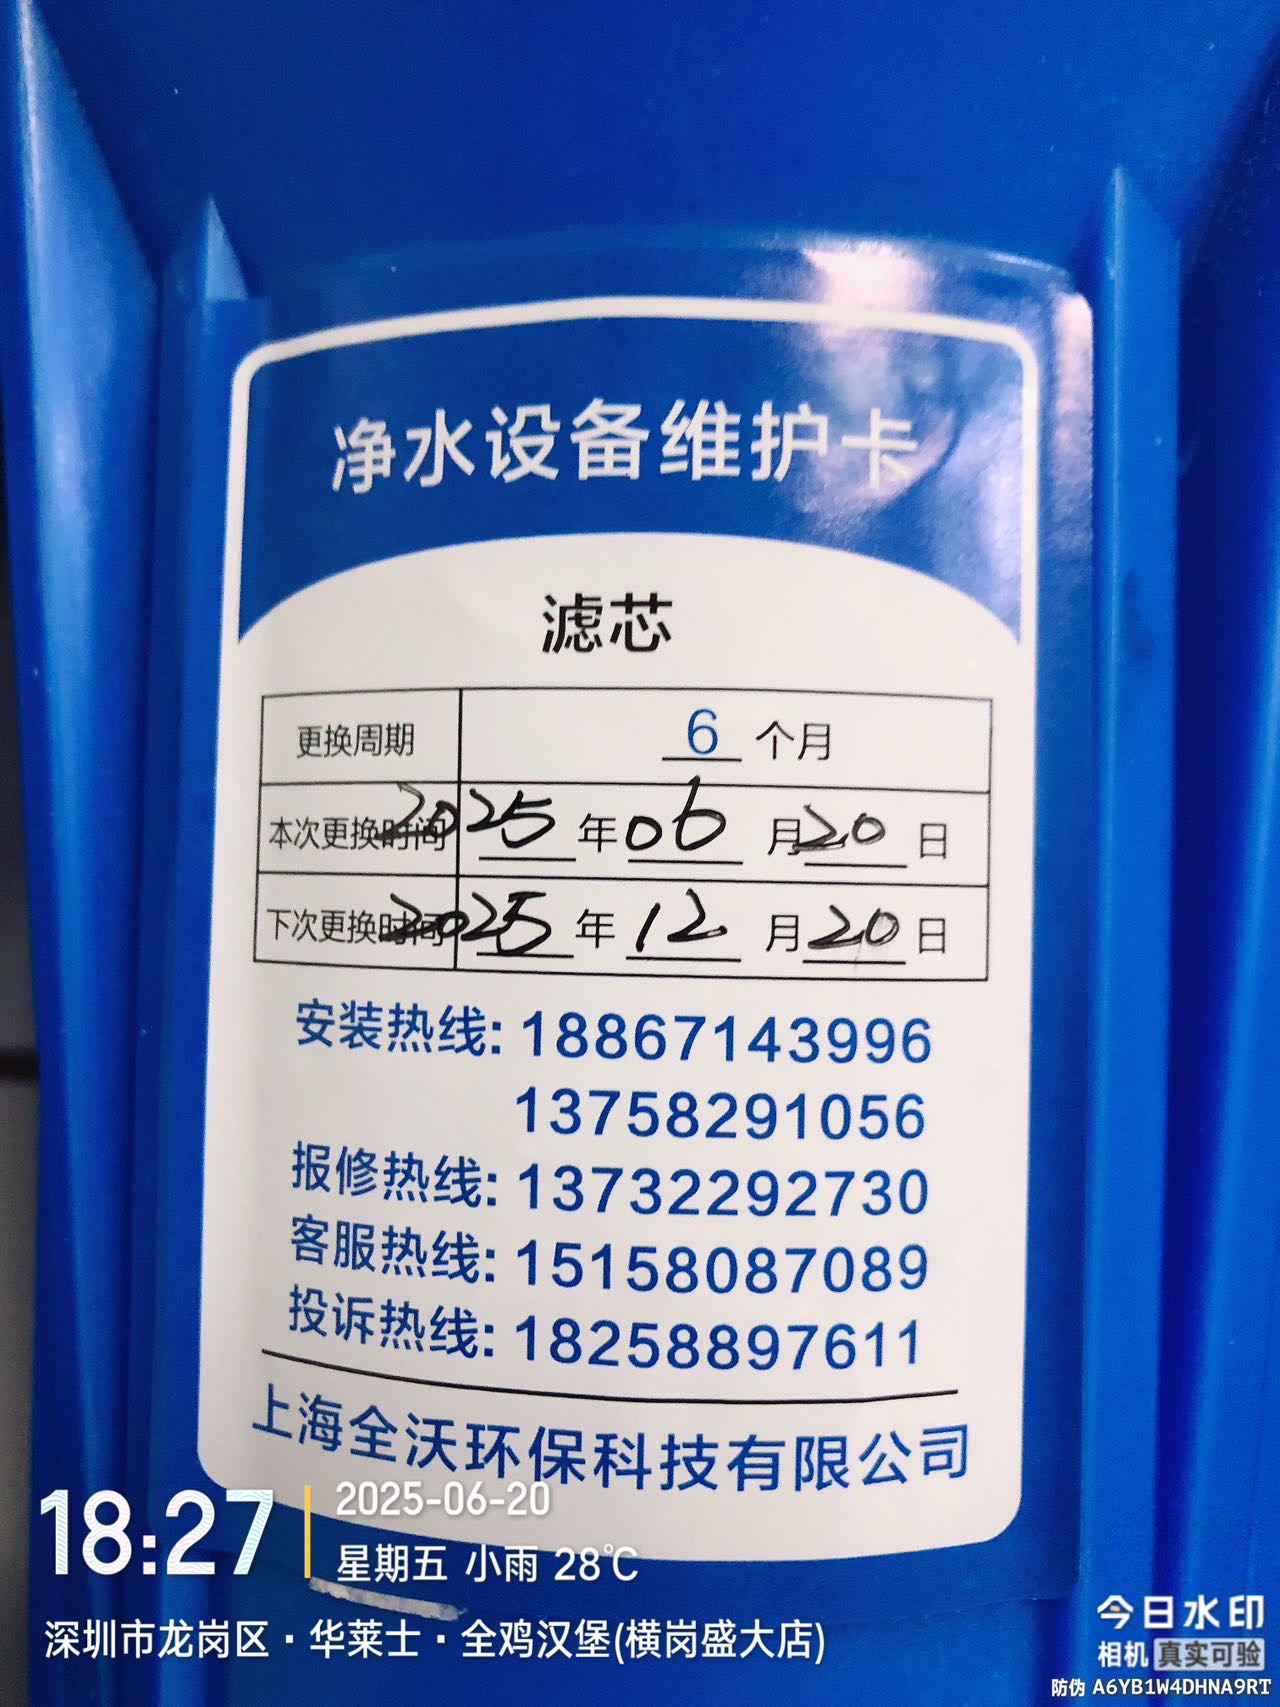 净水设备维护卡
滤芯
更换周期 6 个月
本次更换时间 2025 年 06 月 20 日
下次更换时间 2025 年 12 月 20 日
安装热线: 18867143996
13758291056
报修热线: 13732292730
客服热线: 15158087089
投诉热线: 18258897611
上海全沃环保科技有限公司
18:27
2025-06-20
星期五 小雨 28℃
深圳市龙岗区·华莱士·全鸡汉堡(横岗盛大店)
今日水印
相机 真实可验
防伪 A6YB1W4DHNA9RT